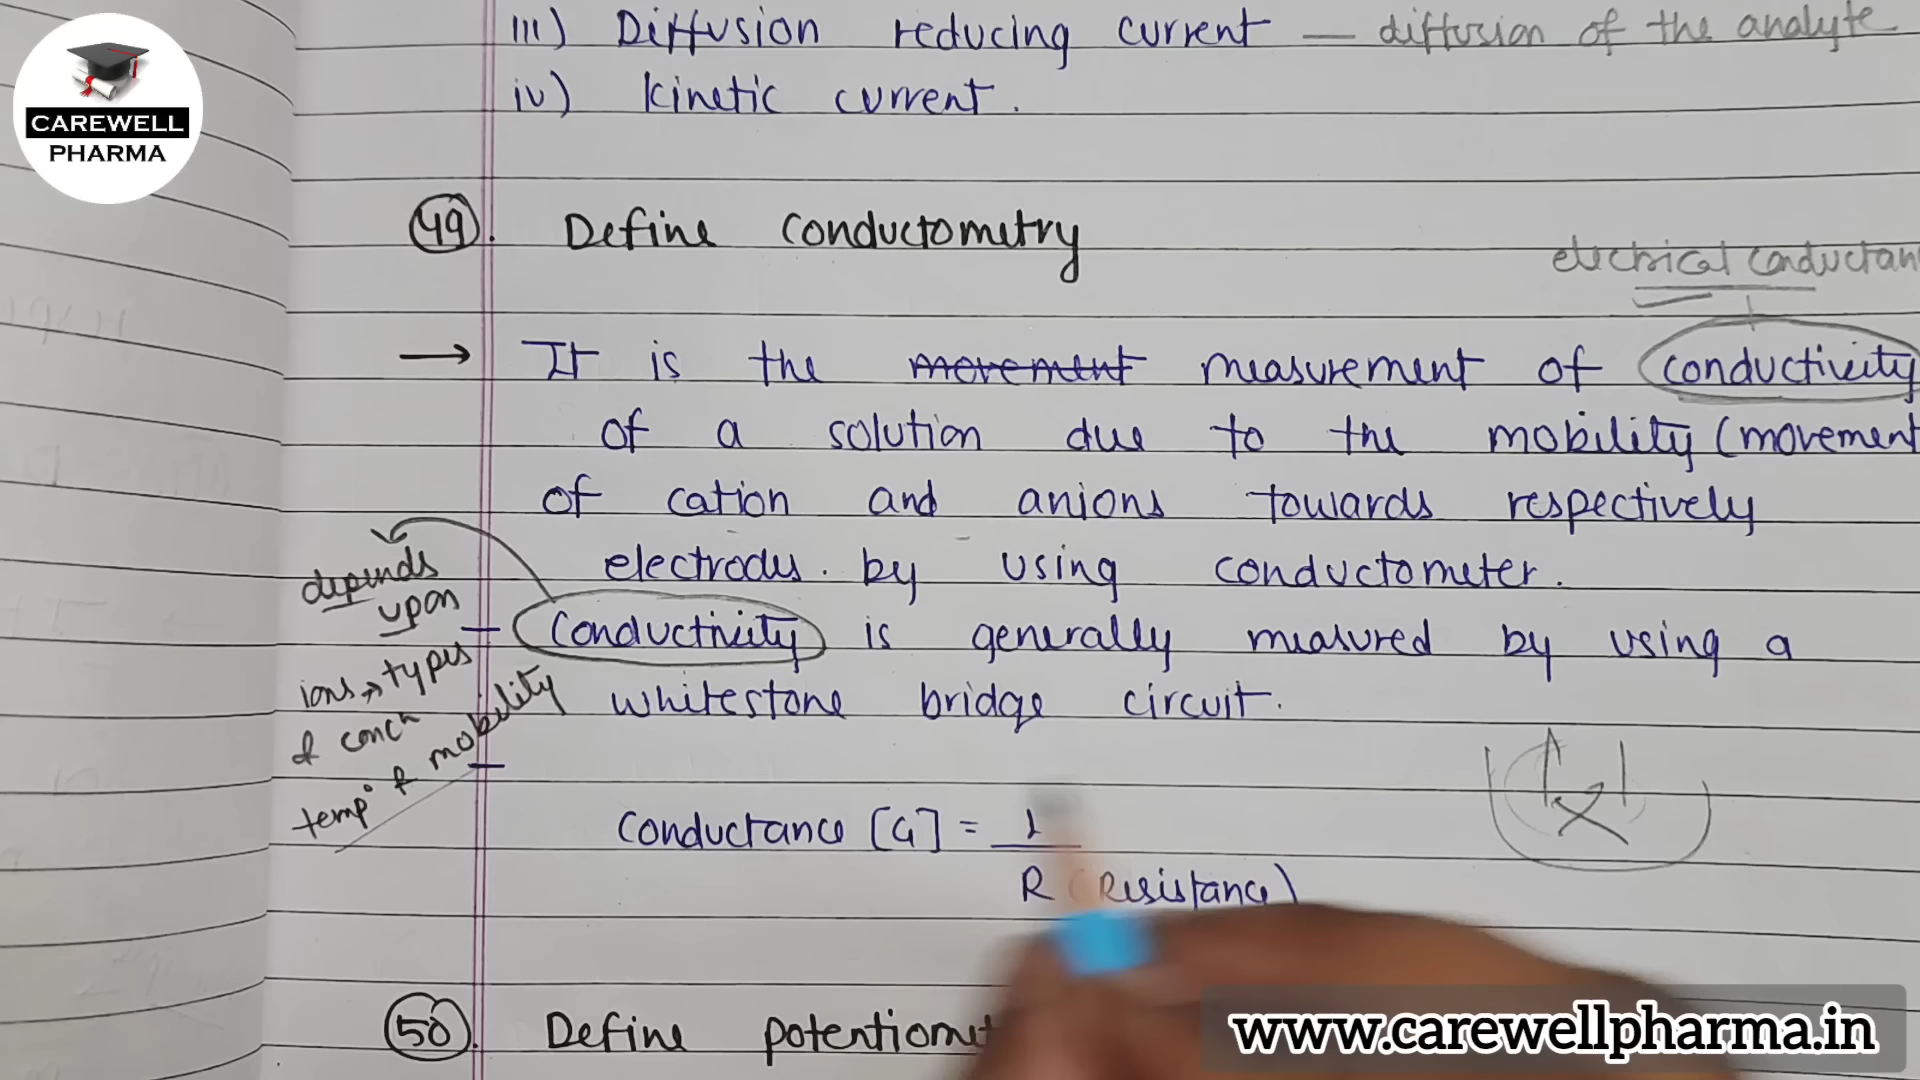 CAREWELL
PHARMA
iii) Diffusion reducing current — diffusion of the analyte
iv) kinetic current.
49. Define conductometry
electrical conductan
→ It is the movement measurement of conductivity
of a solution due to the mobility (movement
of cation and anions towards respectively
electrodes. by using conductometer.
— Conductivity is generally measured by using a
whitestone bridge circuit.
depends
upon
ions → types
& concn
temp° & mobility
Conductance [G] = 1
R (Resistance)
50. Define potentiomet
www.carewellpharma.in